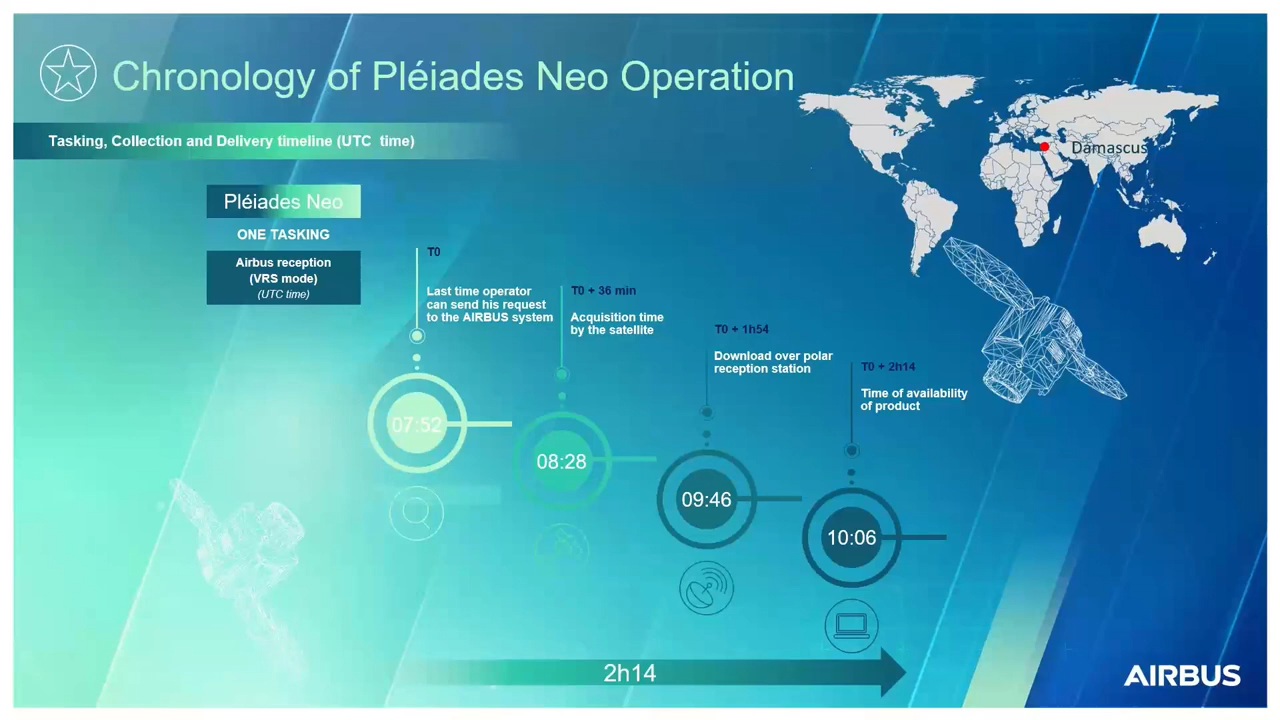 Chronology of Pléiades Neo Operation
Tasking, Collection and Delivery timeline (UTC time)
Damascus
Pléiades Neo
ONE TASKING
Airbus reception
(VRS mode)
(UTC time)
T0
Last time operator
can send his request
to the AIRBUS system
07:52
T0 + 36 min
Acquisition time
by the satellite
08:28
T0 + 1h54
Download over polar
reception station
09:46
T0 + 2h14
Time of availability
of product
10:06
2h14
AIRBUS